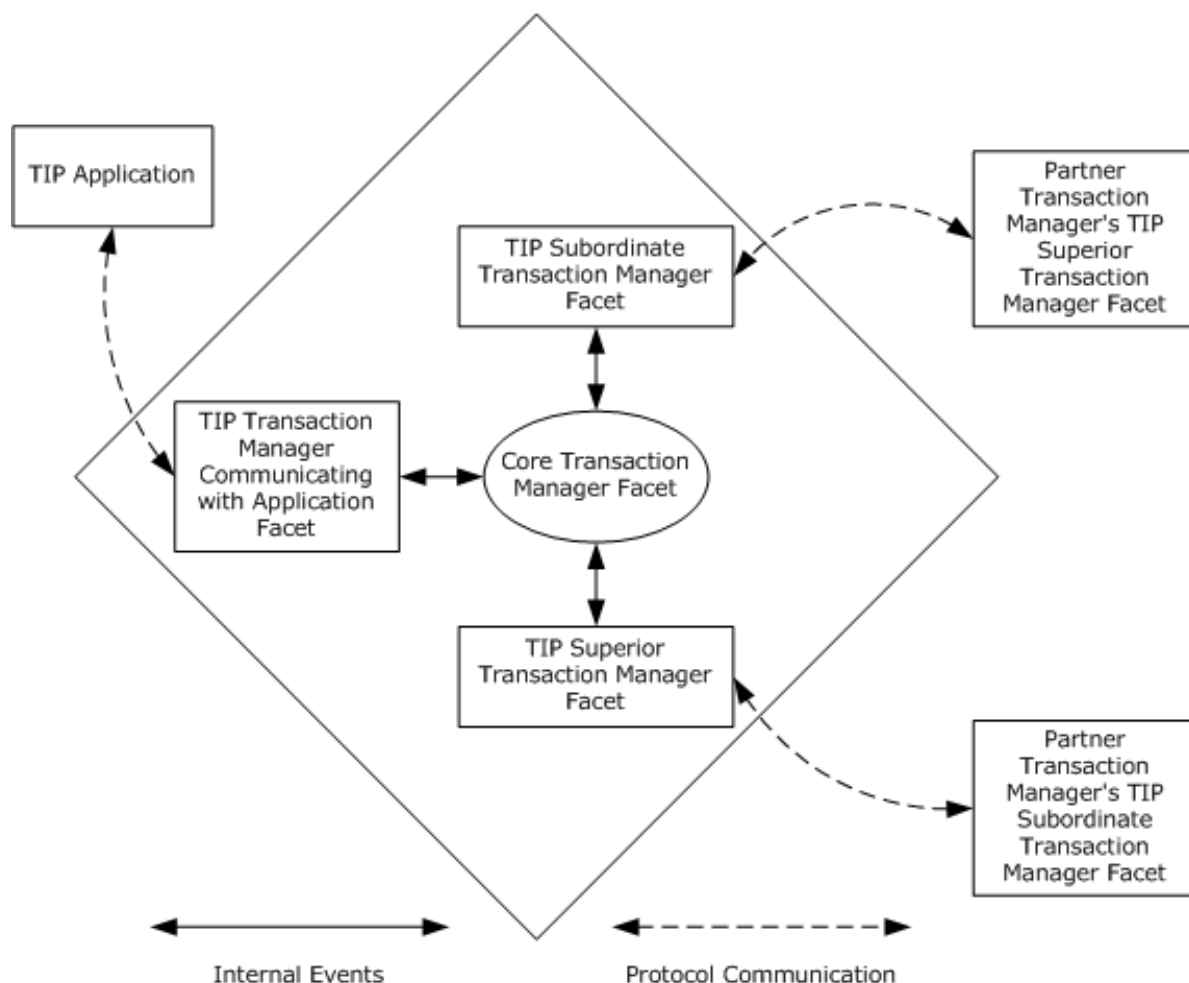 TIP Application
Partner
Transaction
Manager's TIP
Superior
Transaction
Manager Facet
TIP Subordinate
Transaction Manager
Facet
TIP Transaction
Manager
Communicating
with Application
Facet
Core Transaction
Manager Facet
TIP Superior
Transaction Manager
Facet
Partner
Transaction
Manager's TIP
Subordinate
Transaction
Manager Facet
Internal Events
Protocol Communication